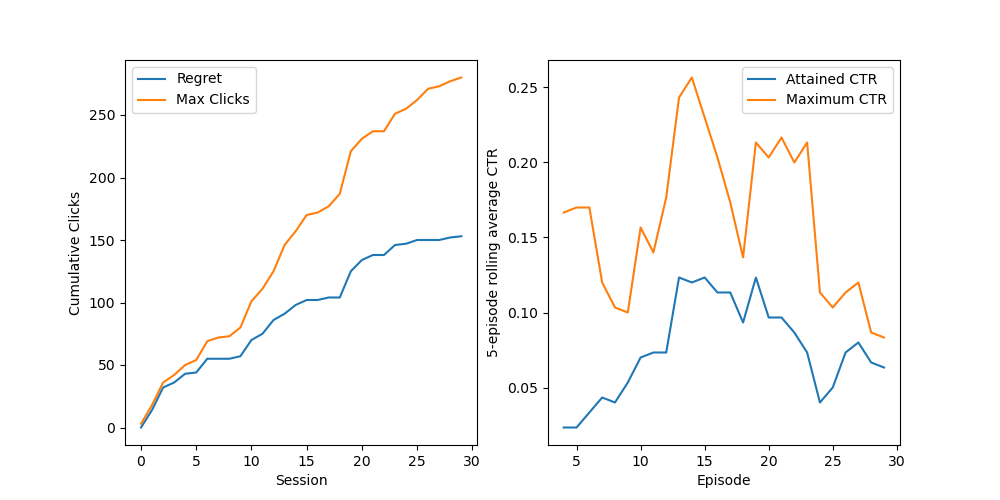 Regret
Max Clicks
Cumulative Clicks
250
200
150
100
50
0
0 5 10 15 20 25 30
Session
Attained CTR
Maximum CTR
5-episode rolling average CTR
0.25
0.20
0.15
0.10
0.05
5 10 15 20 25 30
Episode